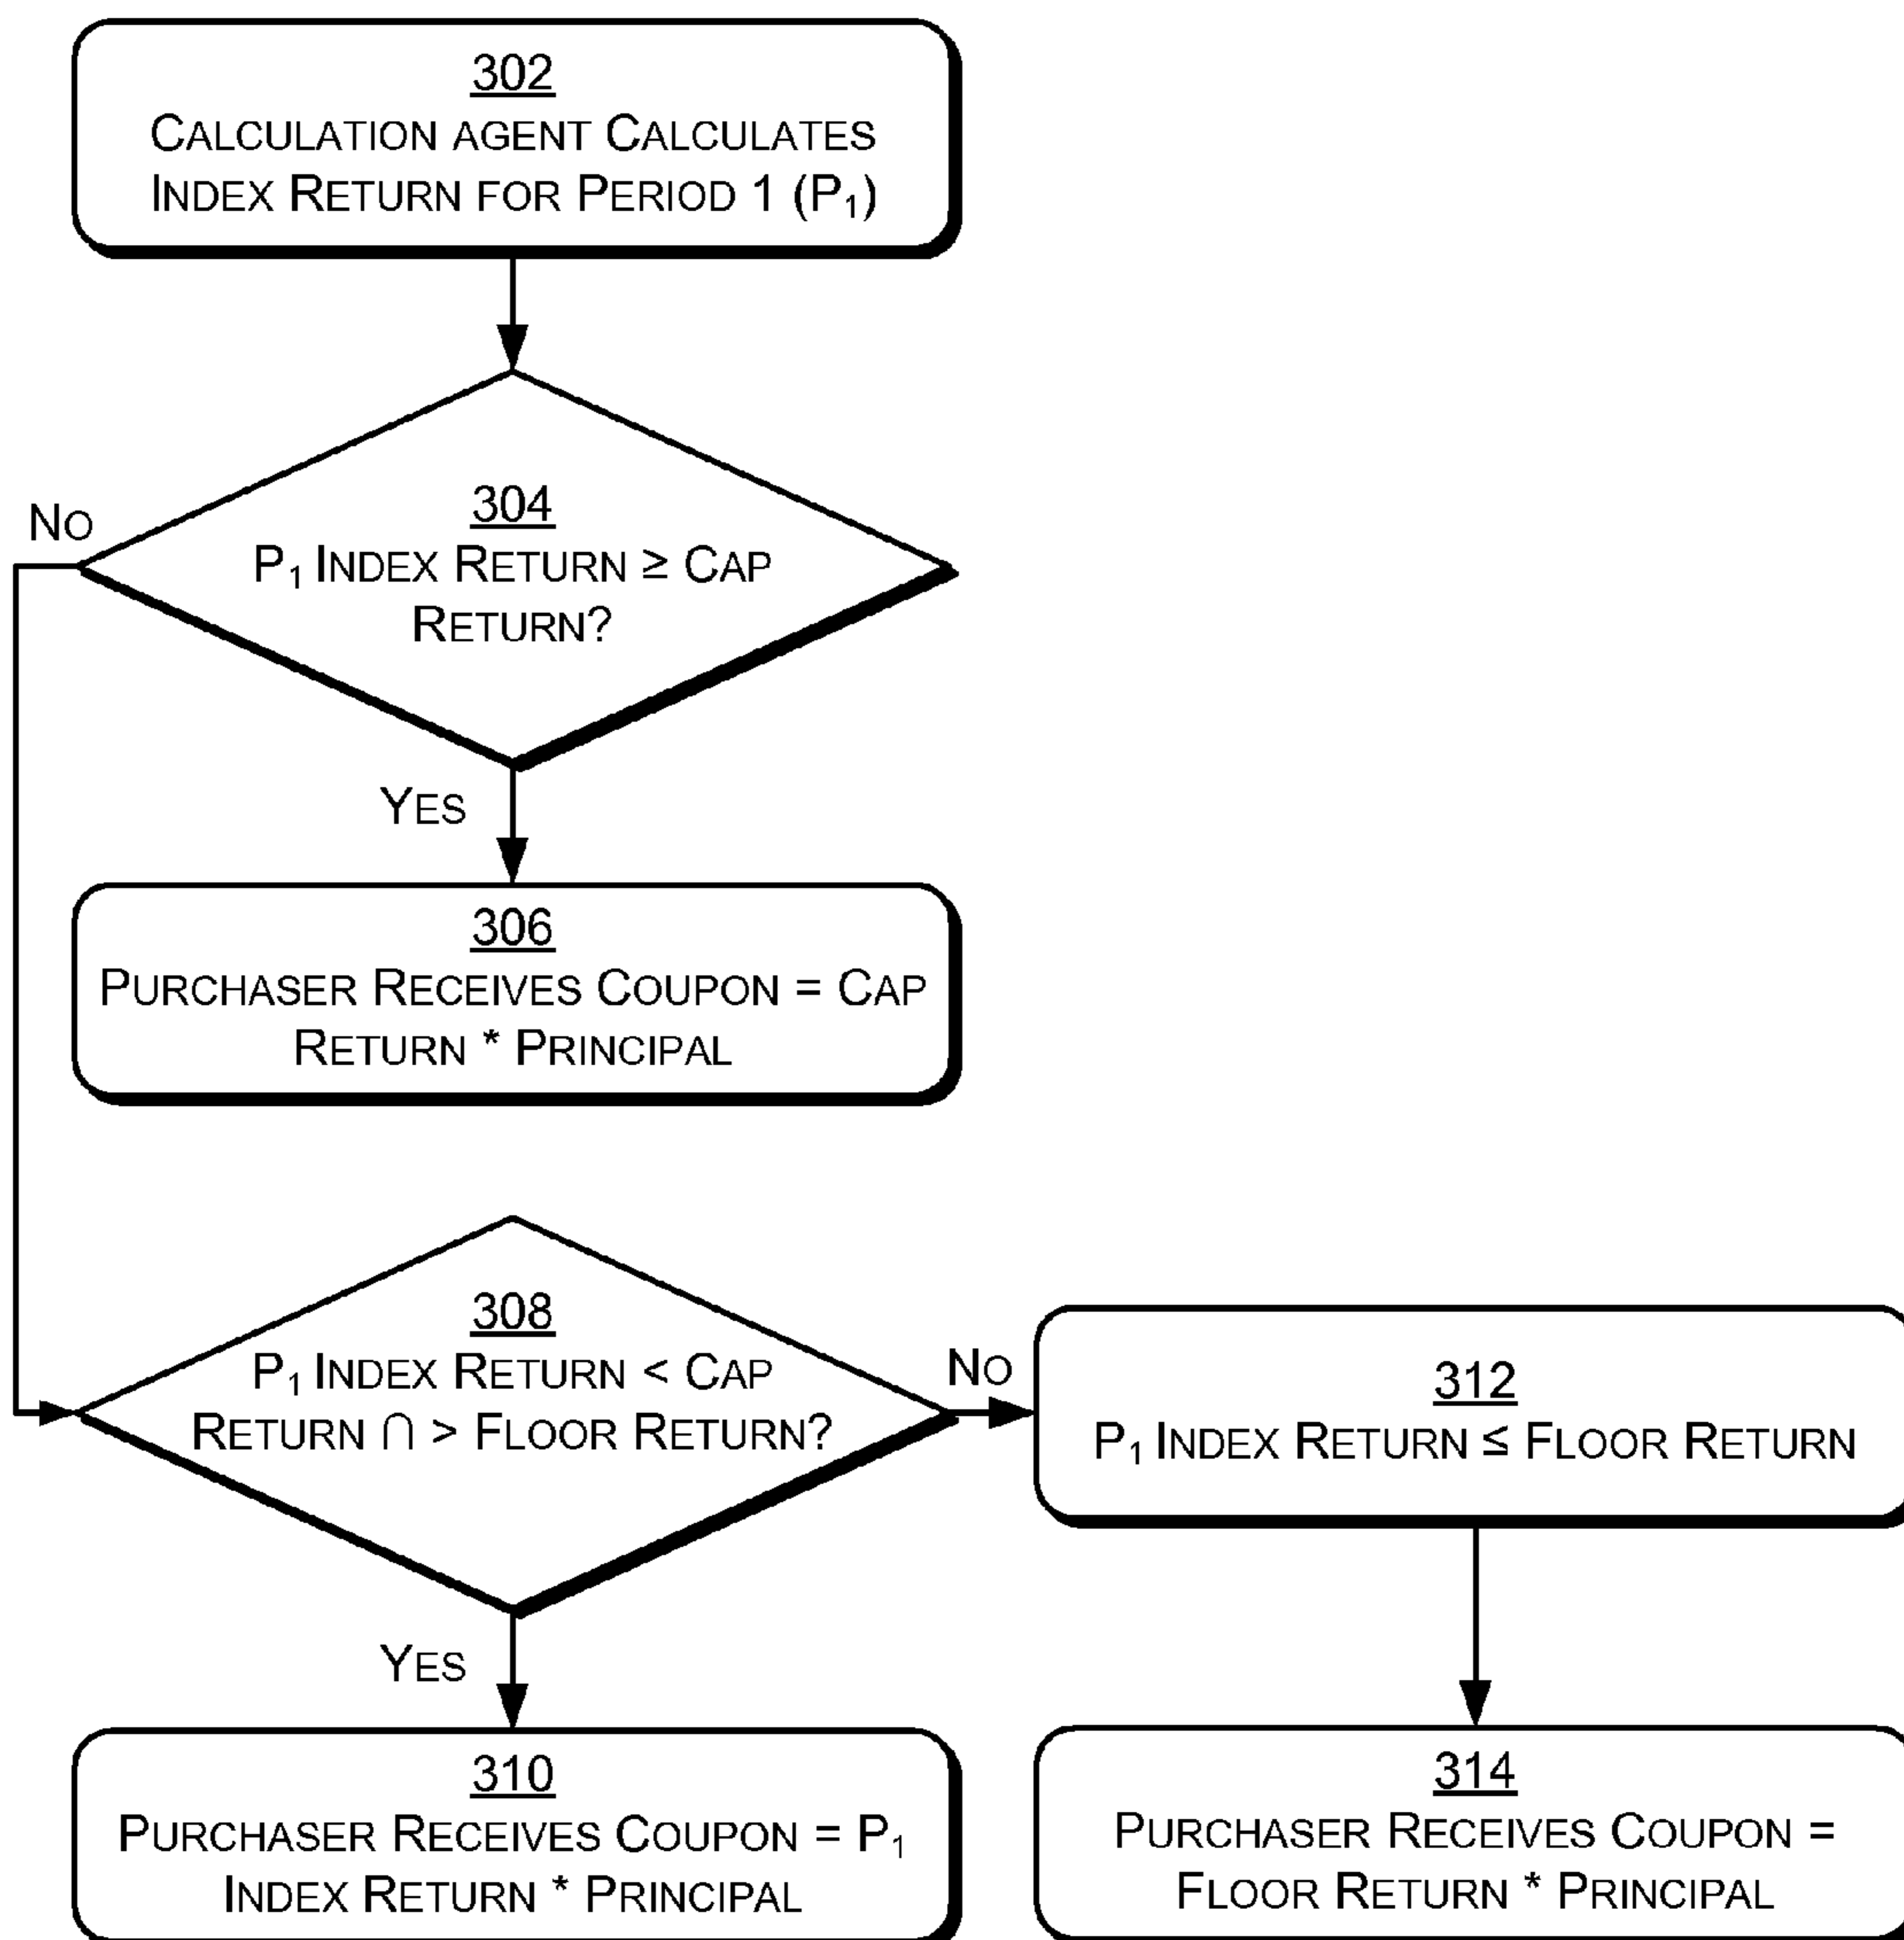 302
CALCULATION AGENT CALCULATES
INDEX RETURN FOR PERIOD 1 (P₁)
304
P₁ INDEX RETURN ≥ CAP
RETURN?
NO
YES
306
PURCHASER RECEIVES COUPON = CAP
RETURN * PRINCIPAL
308
P₁ INDEX RETURN < CAP
RETURN ∩ > FLOOR RETURN?
NO
YES
312
P₁ INDEX RETURN ≤ FLOOR RETURN
310
PURCHASER RECEIVES COUPON = P₁
INDEX RETURN * PRINCIPAL
314
PURCHASER RECEIVES COUPON =
FLOOR RETURN * PRINCIPAL